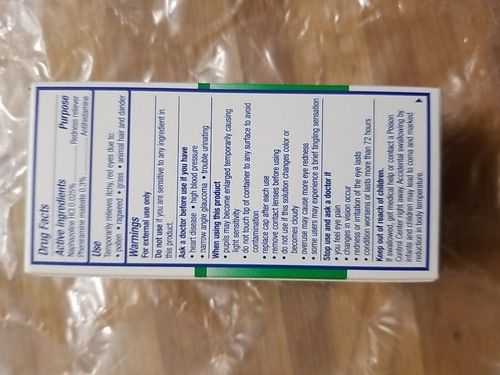 Drug Facts
Active ingredients Purpose
Naphazoline HCl 0.025% Redness reliever
Pheniramine maleate 0.3% Antihistamine
Use
Temporarily relieves itchy, red eyes due to:
• pollen • ragweed • grass • animal hair and dander
Warnings
For external use only
Do not use if you are sensitive to any ingredient in
this product.
Ask a doctor before use if you have
• heart disease • high blood pressure
• narrow angle glaucoma • trouble urinating
When using this product
• pupils may become enlarged temporarily causing
light sensitivity
• do not touch tip of container to any surface to avoid
contamination
• replace cap after each use
• remove contact lenses before using
• do not use if this solution changes color or
becomes cloudy
• overuse may cause more eye redness
• some users may experience a brief tingling sensation
Stop use and ask a doctor if
• you feel eye pain
• changes in vision occur
• redness or irritation of the eye lasts
• condition worsens or lasts more than 72 hours
Keep out of reach of children.
If swallowed, get medical help or contact a Poison
Control Center right away. Accidental swallowing by
infants and children may lead to coma and marked
reduction in body temperature.